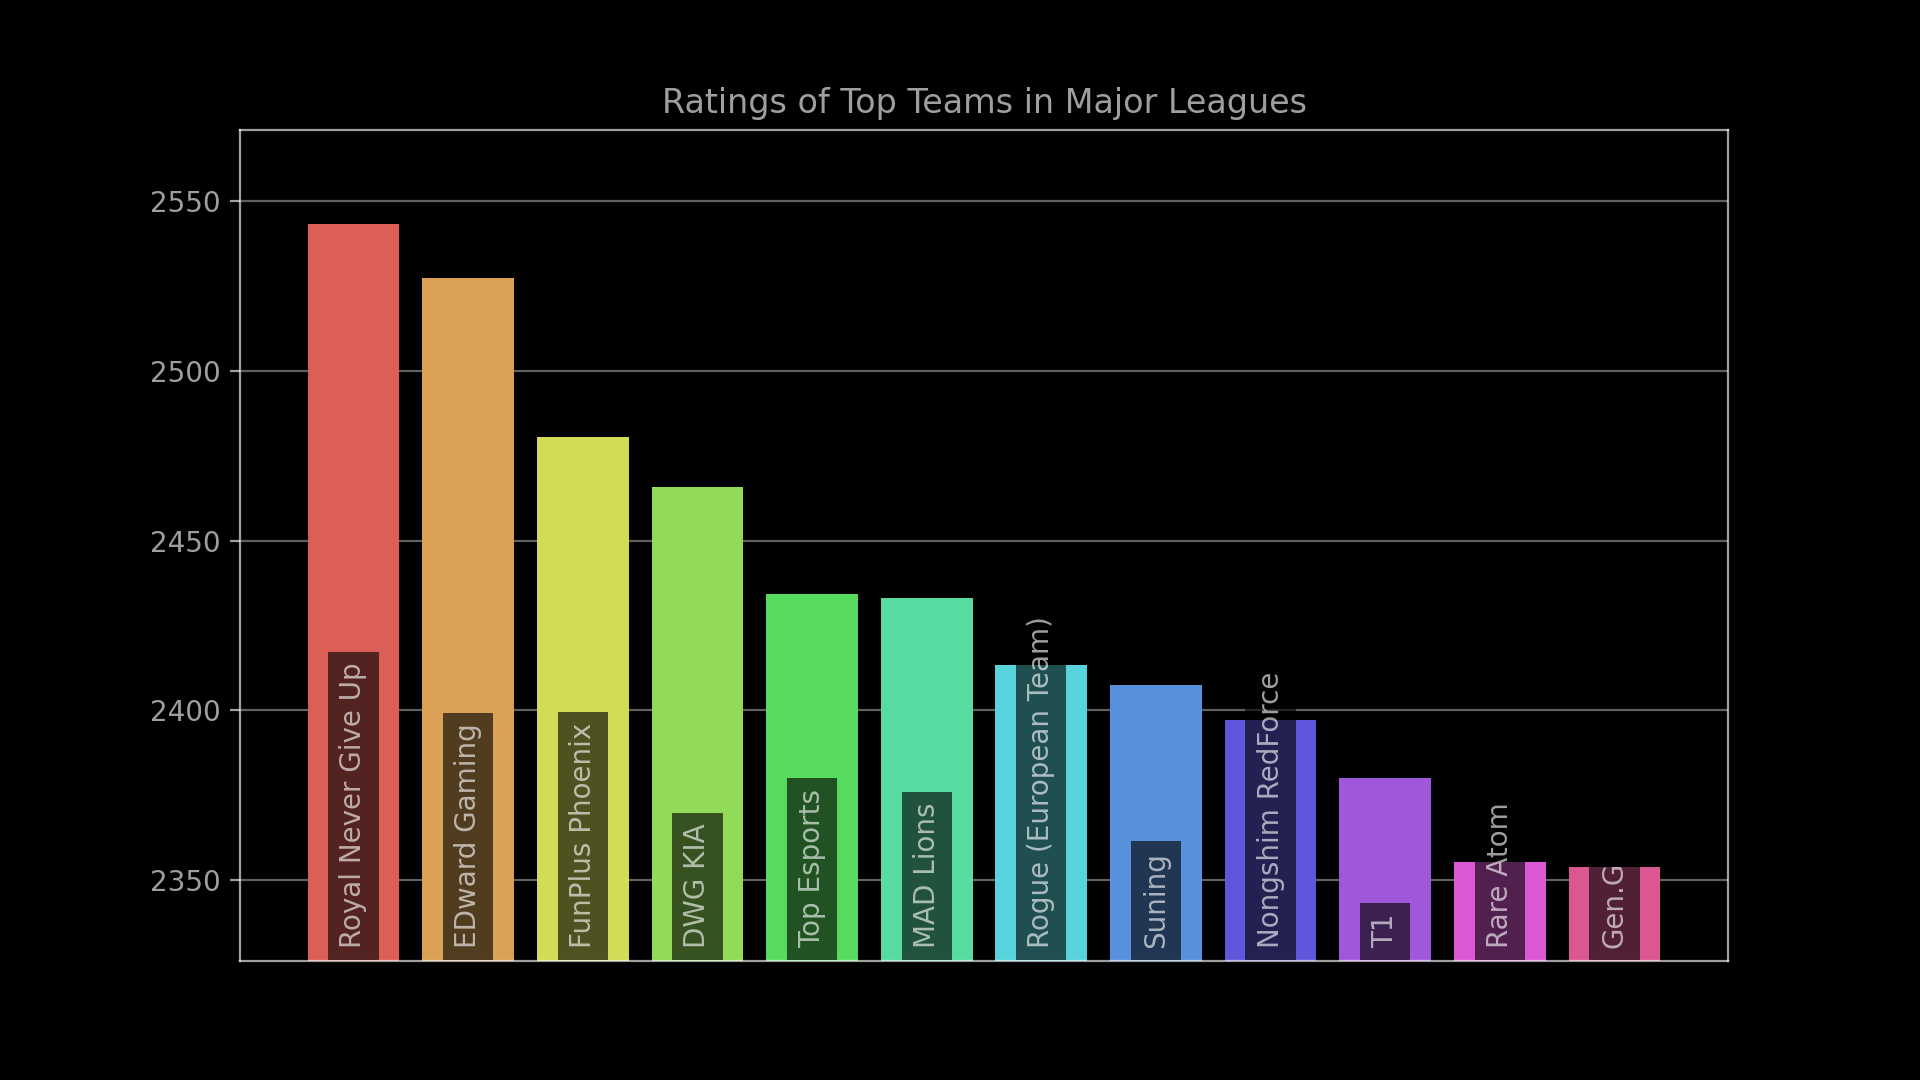 Ratings of Top Teams in Major Leagues
2550
2500
2450
2400
2350
Royal Never Give Up
EDward Gaming
FunPlus Phoenix
DWG KIA
Top Esports
MAD Lions
Rogue (European Team)
Suning
Nongshim RedForce
T1
Rare Atom
Gen.G